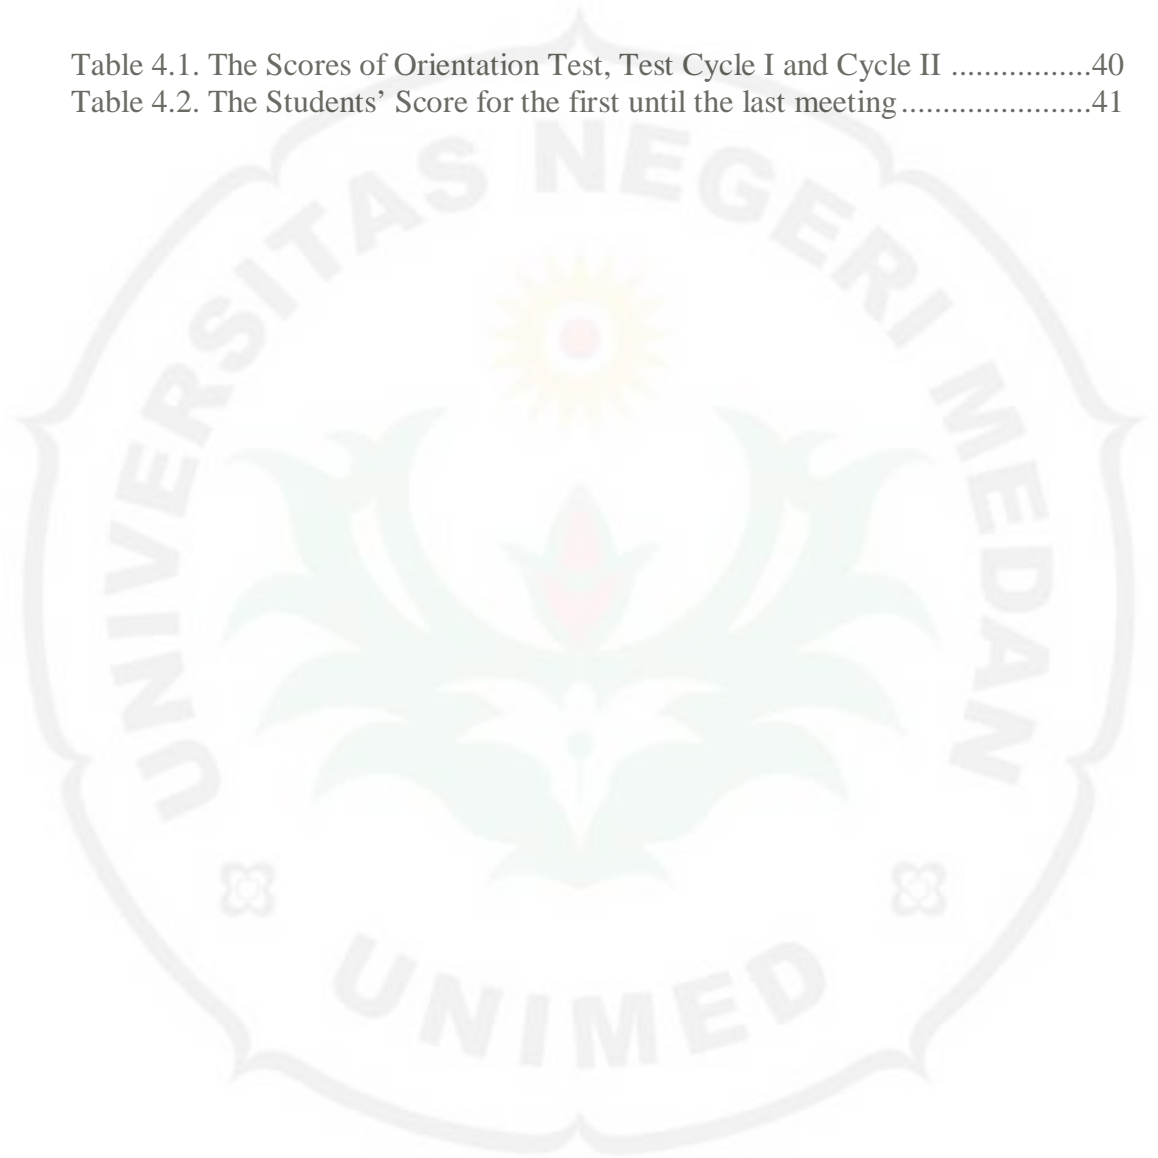 Table 4.1. The Scores of Orientation Test, Test Cycle I and Cycle II .................40
Table 4.2. The Students’ Score for the first until the last meeting.......................41
UNIVERSITAS NEGERI MEDAN
UNIMED